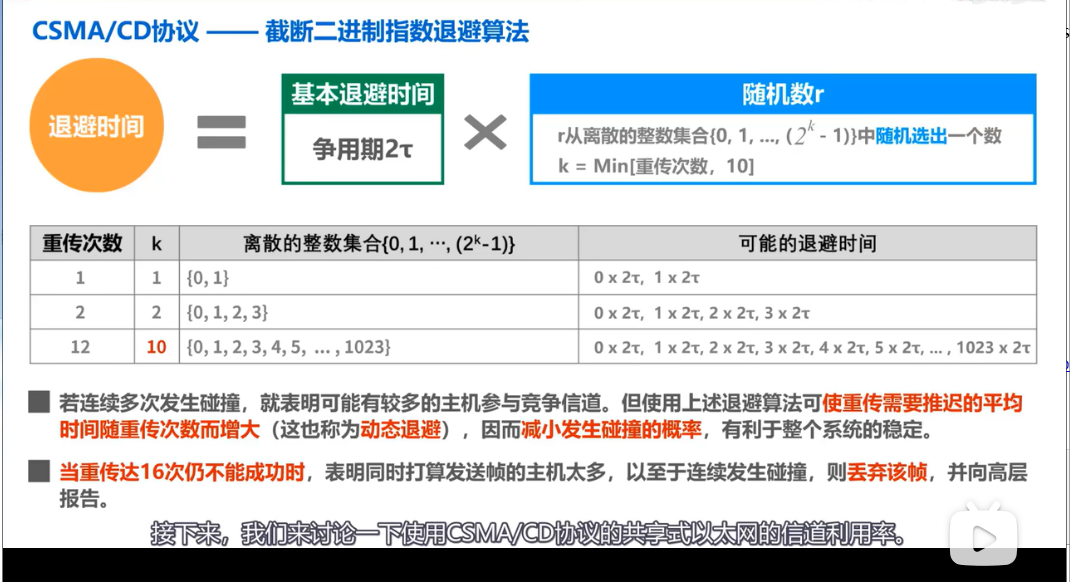 CSMA/CD协议 —— 截断二进制指数退避算法
退避时间
=
基本退避时间
争用期2τ
×
随机数r
r从离散的整数集合{0, 1, ..., (2^k - 1)}中随机选出一个数
k = Min[重传次数，10]
重传次数 k 离散的整数集合{0, 1, ···, (2^k-1)} 可能的退避时间
1 1 {0, 1} 0 x 2τ, 1 x 2τ
2 2 {0, 1, 2, 3} 0 x 2τ, 1 x 2τ, 2 x 2τ, 3 x 2τ
12 10 {0, 1, 2, 3, 4, 5, ... , 1023} 0 x 2τ, 1 x 2τ, 2 x 2τ, 3 x 2τ, 4 x 2τ, 5 x 2τ, ... , 1023 x 2τ
若连续多次发生碰撞，就表明可能有较多的主机参与竞争信道。但使用上述退避算法可使重传需要推迟的平均
时间随重传次数而增大（这也称为动态退避），因而减小发生碰撞的概率，有利于整个系统的稳定。
当重传达16次仍不能成功时，表明同时打算发送帧的主机太多，以至于连续发生碰撞，则丢弃该帧，并向高层
报告。
接下来，我们来讨论一下使用CSMA/CD协议的共享式以太网的信道利用率。